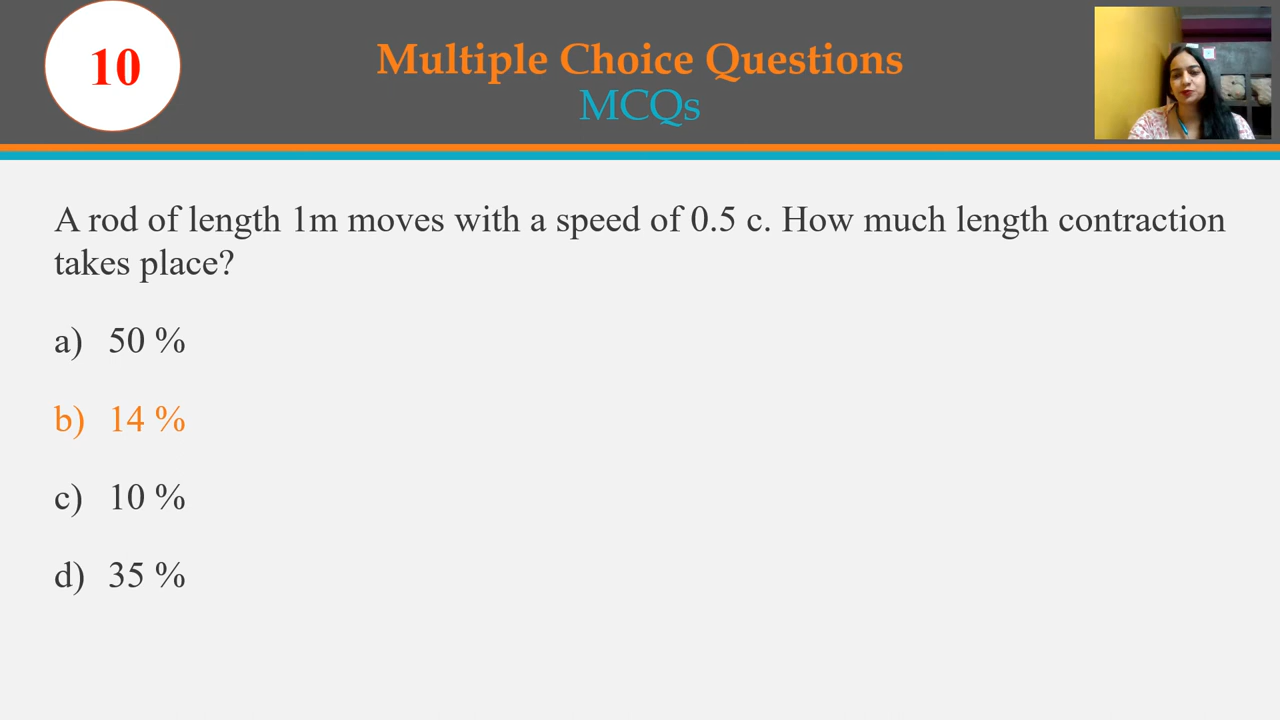 10
Multiple Choice Questions
MCQs
A rod of length 1m moves with a speed of 0.5 c. How much length contraction
takes place?
a) 50 %
b) 14 %
c) 10 %
d) 35 %